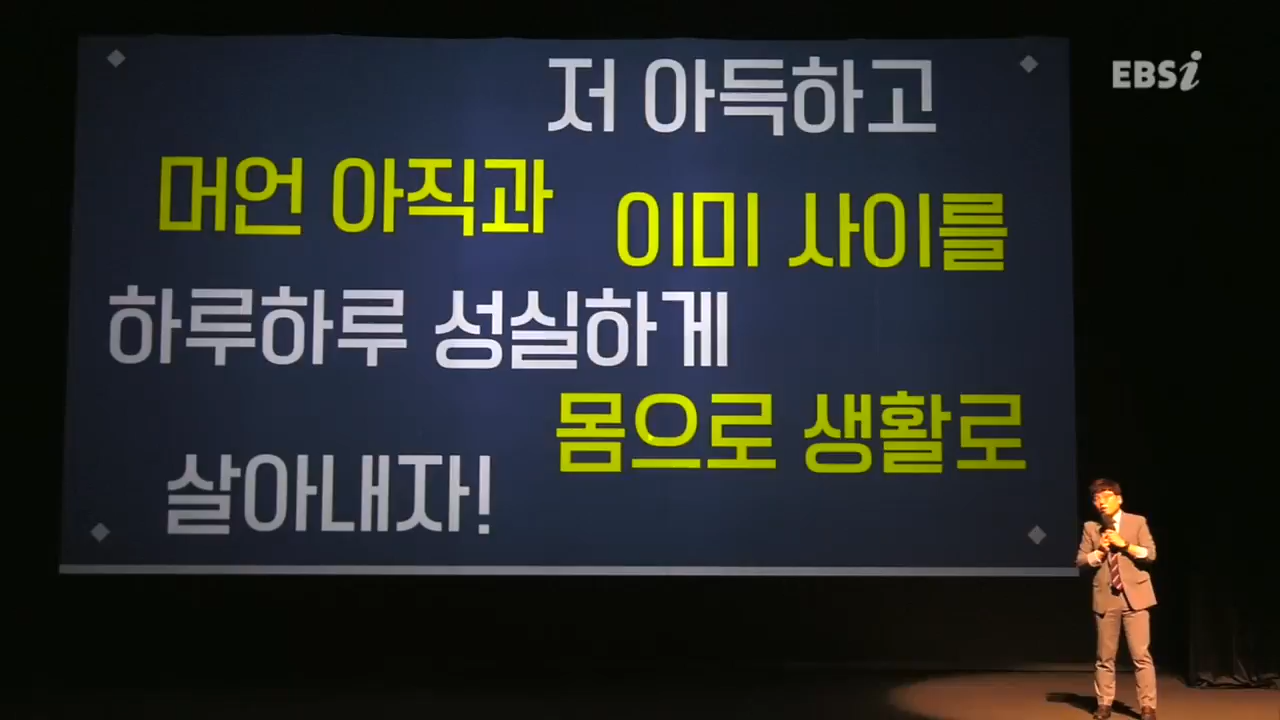 저 아득하고
머언 아직과
이미 사이를
하루하루 성실하게
몸으로 생활로
살아내자!
EBSi